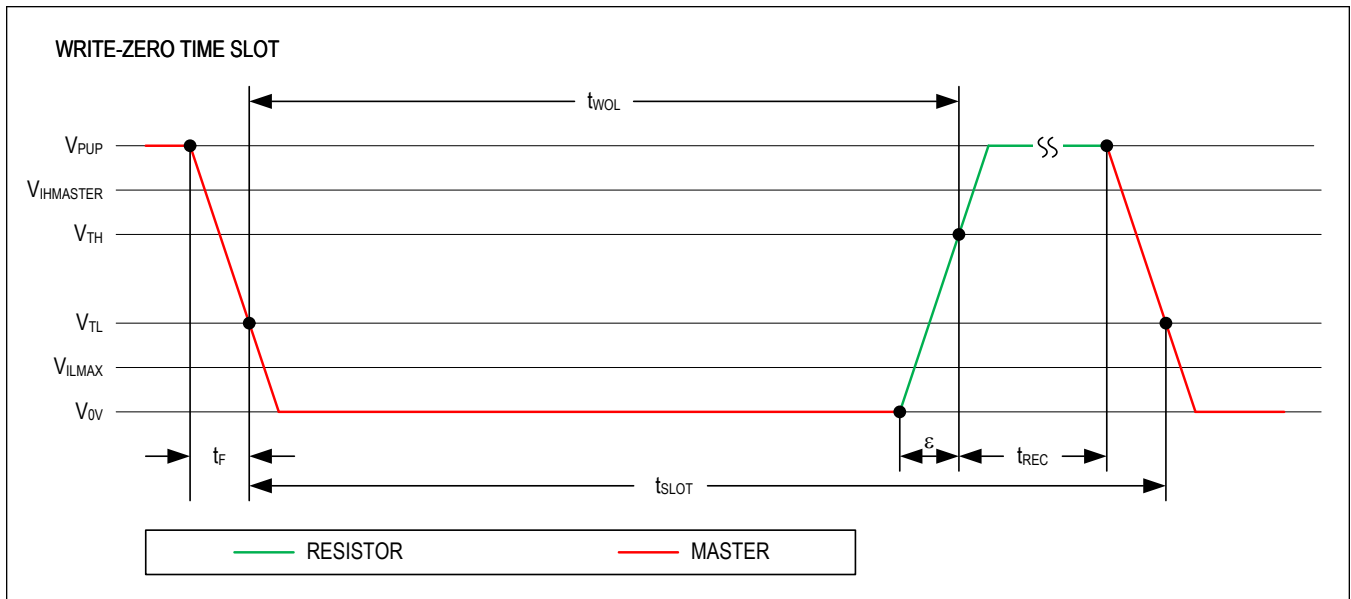 WRITE-ZERO TIME SLOT
tWOL
VPUP
VIHMASTER
VTH
VTL
VILMAX
V0V
tF
ε
tREC
tSLOT
RESISTOR
MASTER